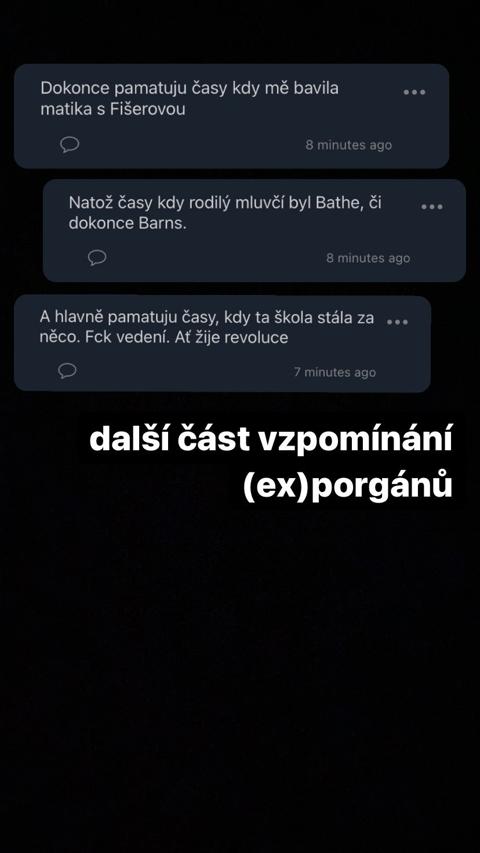 Dokonce pamatuju časy kdy mě bavila
matika s Fišerovou
8 minutes ago
Natož časy kdy rodilý mluvčí byl Bathe, či
dokonce Barns.
8 minutes ago
A hlavně pamatuju časy, kdy ta škola stála za
něco. Fck vedení. Ať žije revoluce
7 minutes ago
další část vzpomínání
(ex)porgánů